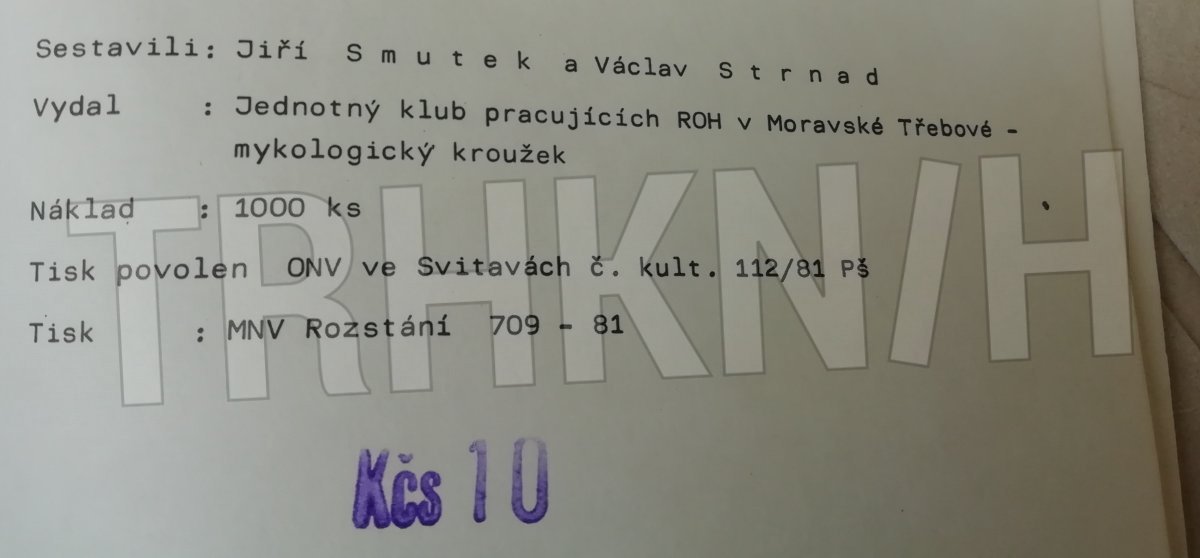 Sestavili: Jiří S m u t e k a Václav S t r n a d
Vydal : Jednotný klub pracujících ROH v Moravské Třebové -
mykologický kroužek
Náklad : 1000 ks
Tisk povolen ONV ve Svitavách č. kult. 112/81 Pš
Tisk : MNV Rozstání 709 - 81
TRHKN/H
Kčs 10